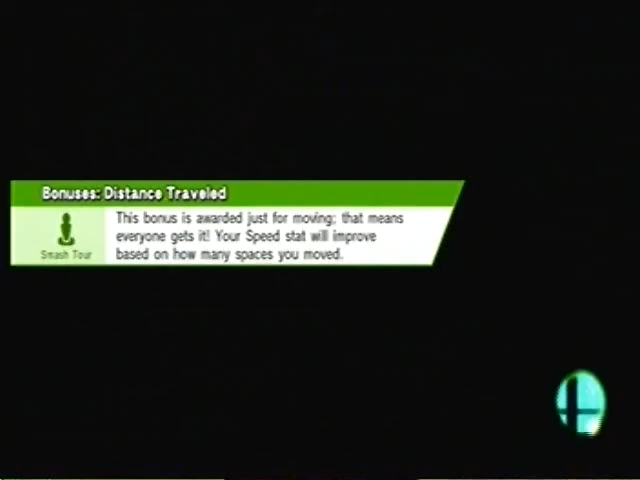 Bonuses: Distance Traveled
This bonus is awarded just for moving; that means
everyone gets it! Your Speed stat will improve
based on how many spaces you moved.
Smash Tour